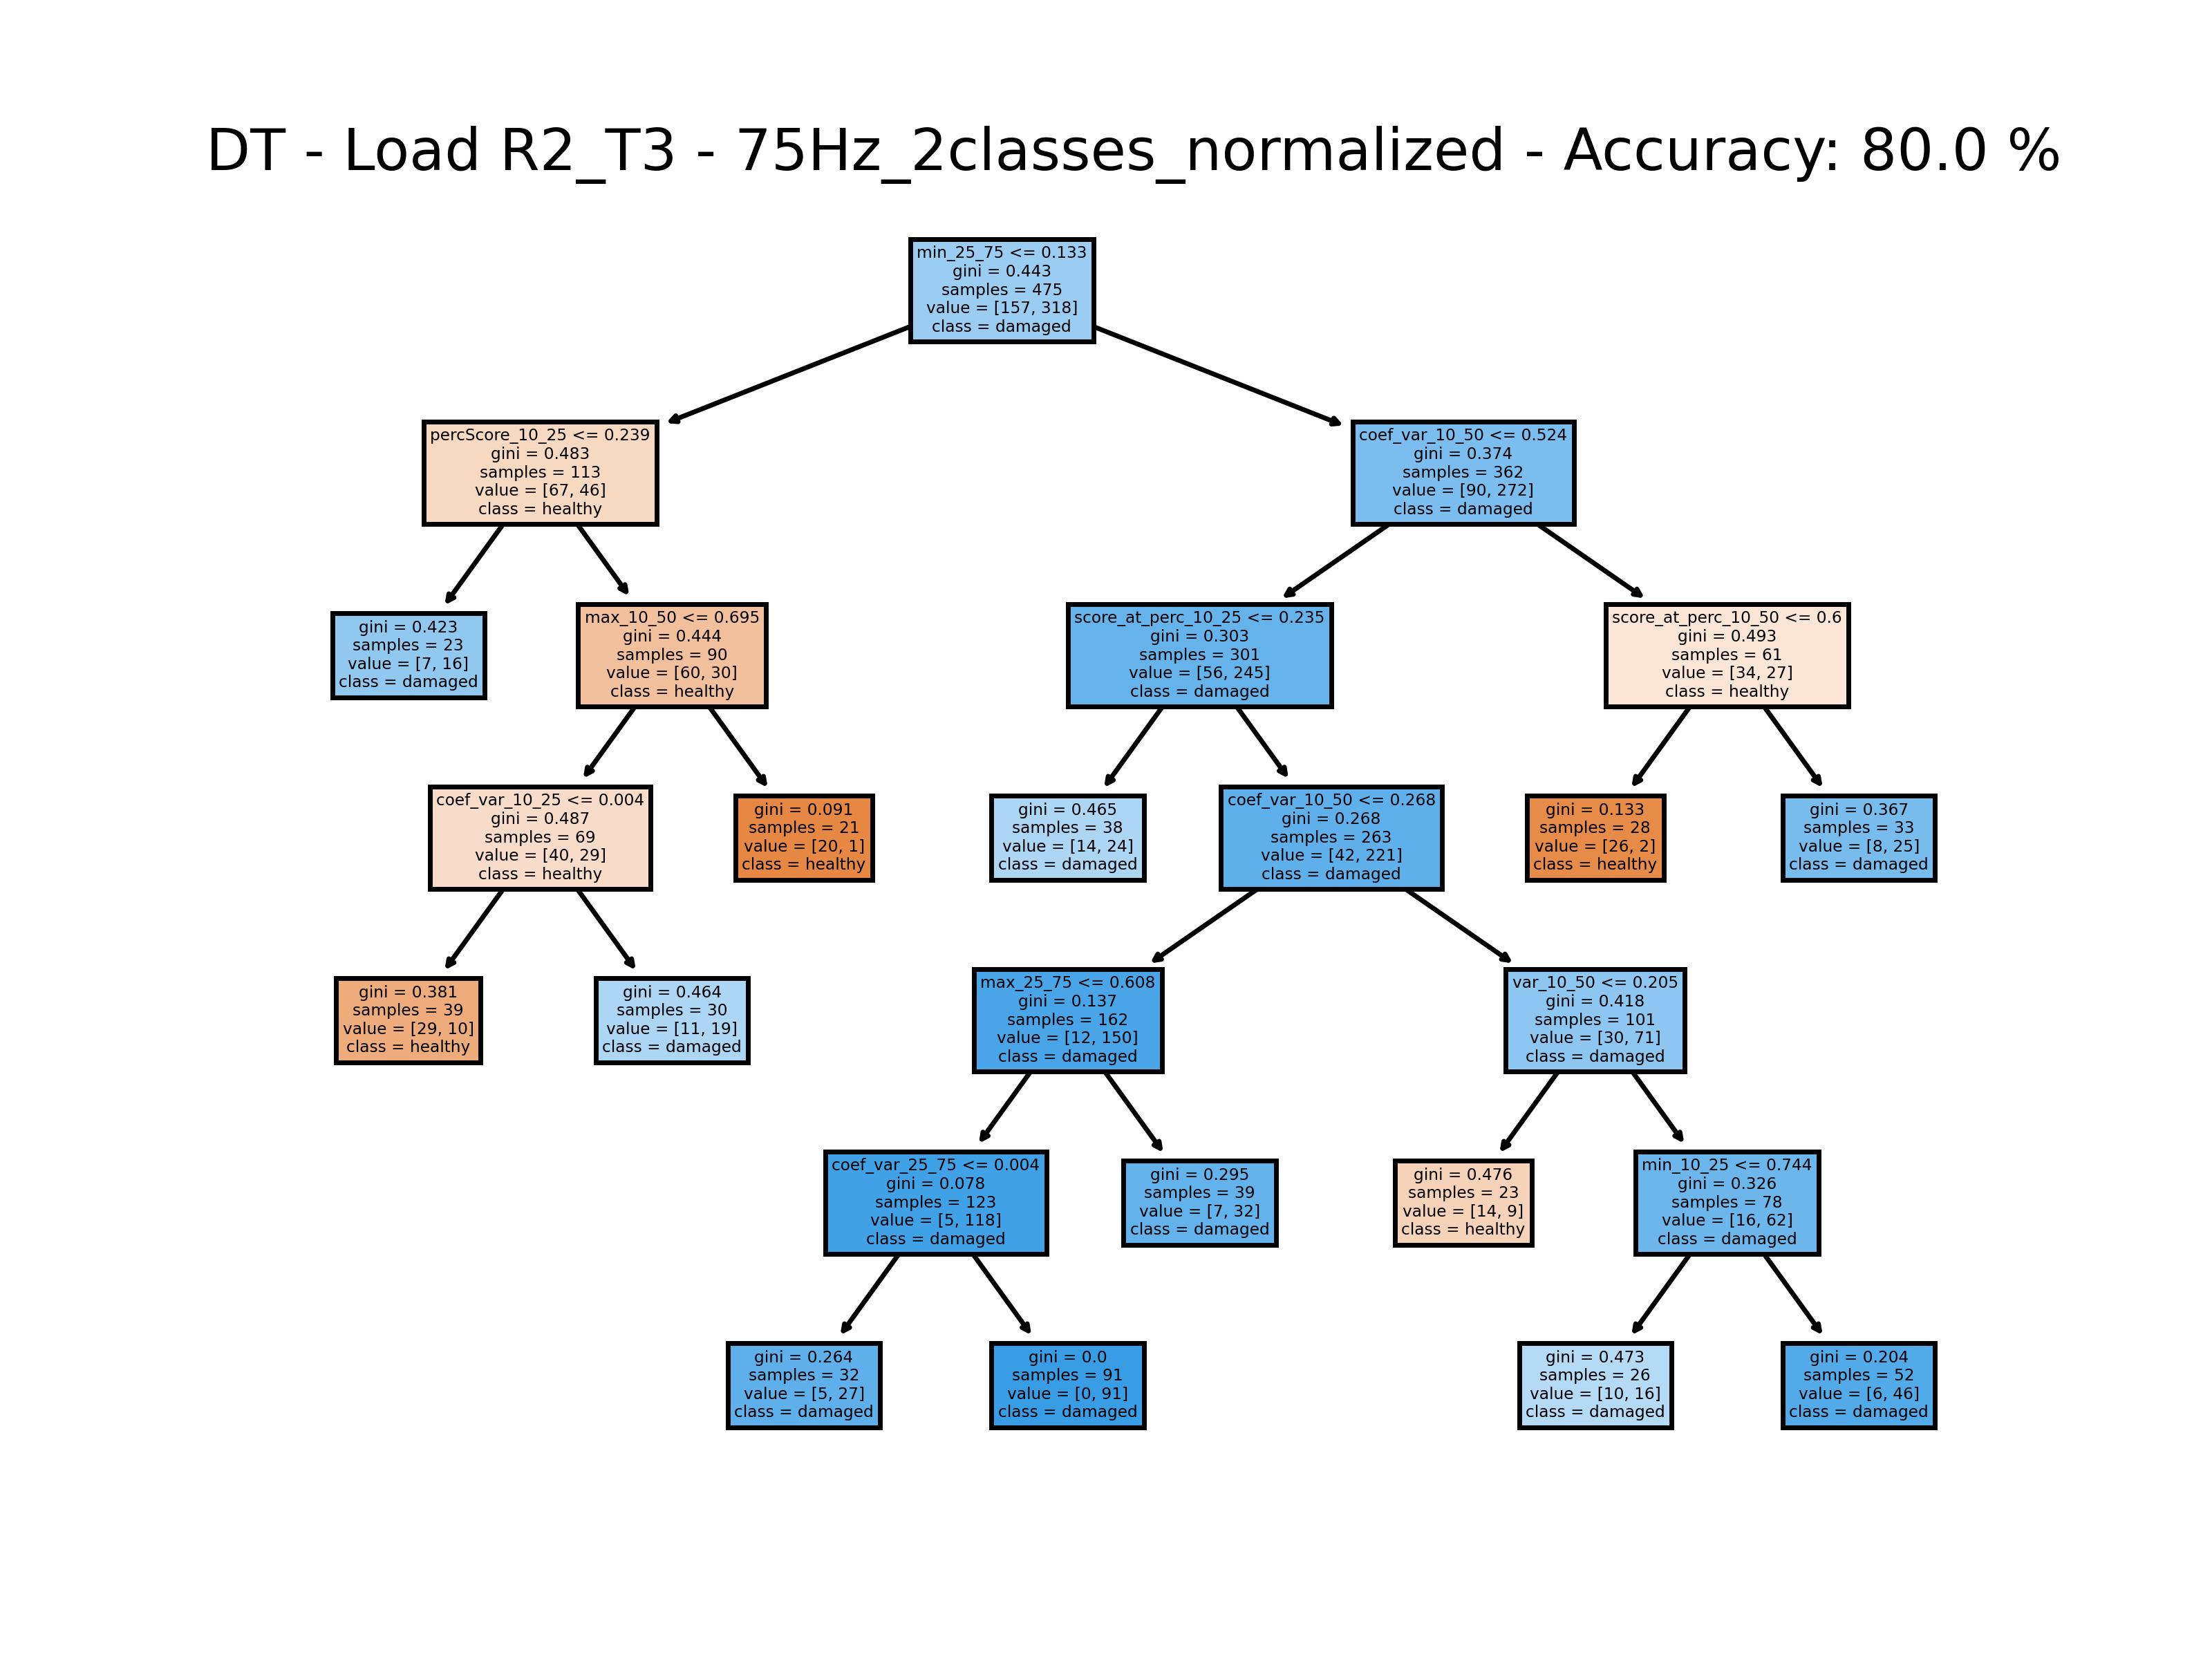 DT - Load R2_T3 - 75Hz_2classes_normalized - Accuracy: 80.0 %
min_25_75 <= 0.133
gini = 0.443
samples = 475
value = [157, 318]
class = damaged
percScore_10_25 <= 0.239
gini = 0.483
samples = 113
value = [67, 46]
class = healthy
coef_var_10_50 <= 0.524
gini = 0.374
samples = 362
value = [90, 272]
class = damaged
gini = 0.423
samples = 23
value = [7, 16]
class = damaged
max_10_50 <= 0.695
gini = 0.444
samples = 90
value = [60, 30]
class = healthy
score_at_perc_10_25 <= 0.235
gini = 0.303
samples = 301
value = [56, 245]
class = damaged
score_at_perc_10_50 <= 0.6
gini = 0.493
samples = 61
value = [34, 27]
class = healthy
coef_var_10_25 <= 0.004
gini = 0.487
samples = 69
value = [40, 29]
class = healthy
gini = 0.091
samples = 21
value = [20, 1]
class = healthy
gini = 0.465
samples = 38
value = [14, 24]
class = damaged
coef_var_10_50 <= 0.268
gini = 0.268
samples = 263
value = [42, 221]
class = damaged
gini = 0.133
samples = 28
value = [26, 2]
class = healthy
gini = 0.367
samples = 33
value = [8, 25]
class = damaged
gini = 0.381
samples = 39
value = [29, 10]
class = healthy
gini = 0.464
samples = 30
value = [11, 19]
class = damaged
max_25_75 <= 0.608
gini = 0.137
samples = 162
value = [12, 150]
class = damaged
var_10_50 <= 0.205
gini = 0.418
samples = 101
value = [30, 71]
class = damaged
coef_var_25_75 <= 0.004
gini = 0.078
samples = 123
value = [5, 118]
class = damaged
gini = 0.295
samples = 39
value = [7, 32]
class = damaged
gini = 0.476
samples = 23
value = [14, 9]
class = healthy
min_10_25 <= 0.744
gini = 0.326
samples = 78
value = [16, 62]
class = damaged
gini = 0.264
samples = 32
value = [5, 27]
class = damaged
gini = 0.0
samples = 91
value = [0, 91]
class = damaged
gini = 0.473
samples = 26
value = [10, 16]
class = damaged
gini = 0.204
samples = 52
value = [6, 46]
class = damaged